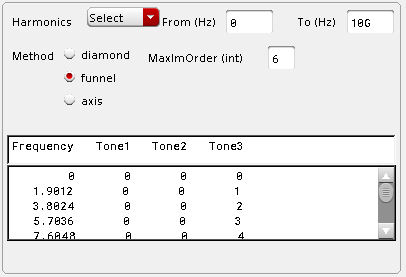 Harmonics Select From (Hz) 0 To (Hz) 10G
Method diamond MaxImOrder (int) 6
funnel
axis
Frequency Tone1 Tone2 Tone3
0 0 0 0
1.9012 0 0 1
3.8024 0 0 2
5.7036 0 0 3
7.6048 0 0 4